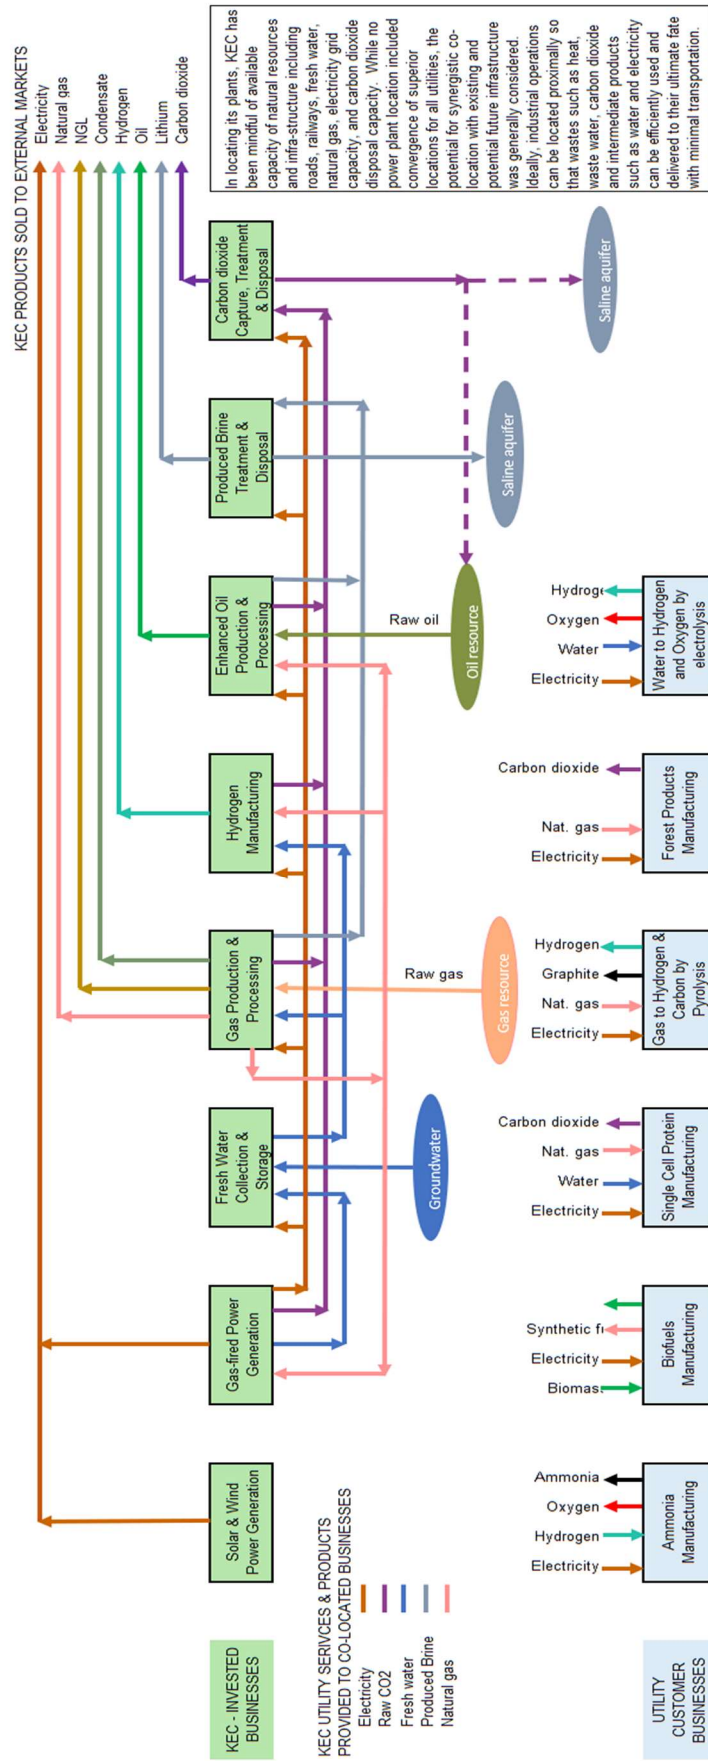 KEC PRODUCTS SOLD TO EXTERNAL MARKETS
Electricity
Natural gas
NGL
Condensate
Hydrogen
Oil
Lithium
Carbon dioxide
KEC - INVESTED
BUSINESSES
Solar & Wind
Power Generation
Gas-fired Power
Generation
Fresh Water
Collection &
Storage
Gas Production &
Processing
Hydrogen
Manufacturing
Enhanced Oil
Production &
Processing
Produced Brine
Treatment &
Disposal
Carbon dioxide
Capture, Treatment
& Disposal
In locating its plants, KEC has
been mindful of available
capacity of natural resources
and infra-structure including
roads, railways, fresh water,
natural gas, electricity grid
capacity, and carbon dioxide
disposal capacity. While no
power plant location included
convergence of superior
locations for all utilities, the
potential for synergistic co-
location with existing and
potential future infrastructure
was generally considered.
Ideally, industrial operations
can be located proximally so
that wastes such as heat,
waste water, carbon dioxide
and intermediate products
such as water and electricity
can be efficiently used and
delivered to their ultimate fate
with minimal transportation.
KEC UTILITY SERIVCES & PRODUCTS
PROVIDED TO CO-LOCATED BUSINESSES
Electricity
Raw CO2
Fresh water
Produced Brine
Natural gas
Groundwater
Raw gas
Gas resource
Raw oil
Oil resource
Saline aquifer
Saline aquifer
UTILITY
CUSTOMER
BUSINESSES
Electricity
Hydrogen
Oxygen
Ammonia
Ammonia
Manufacturing
Biomas
Electricity
Synthetic f
Biofuels
Manufacturing
Electricity
Water
Nat. gas
Carbon dioxide
Single Cell Protein
Manufacturing
Electricity
Nat. gas
Graphite
Hydrogen
Gas to Hydrogen &
Carbon by
Pyrolysis
Electricity
Nat. gas
Carbon dioxide
Forest Products
Manufacturing
Electricity
Water
Oxygen
Hydroge
Water to Hydrogen
and Oxygen by
electrolysis